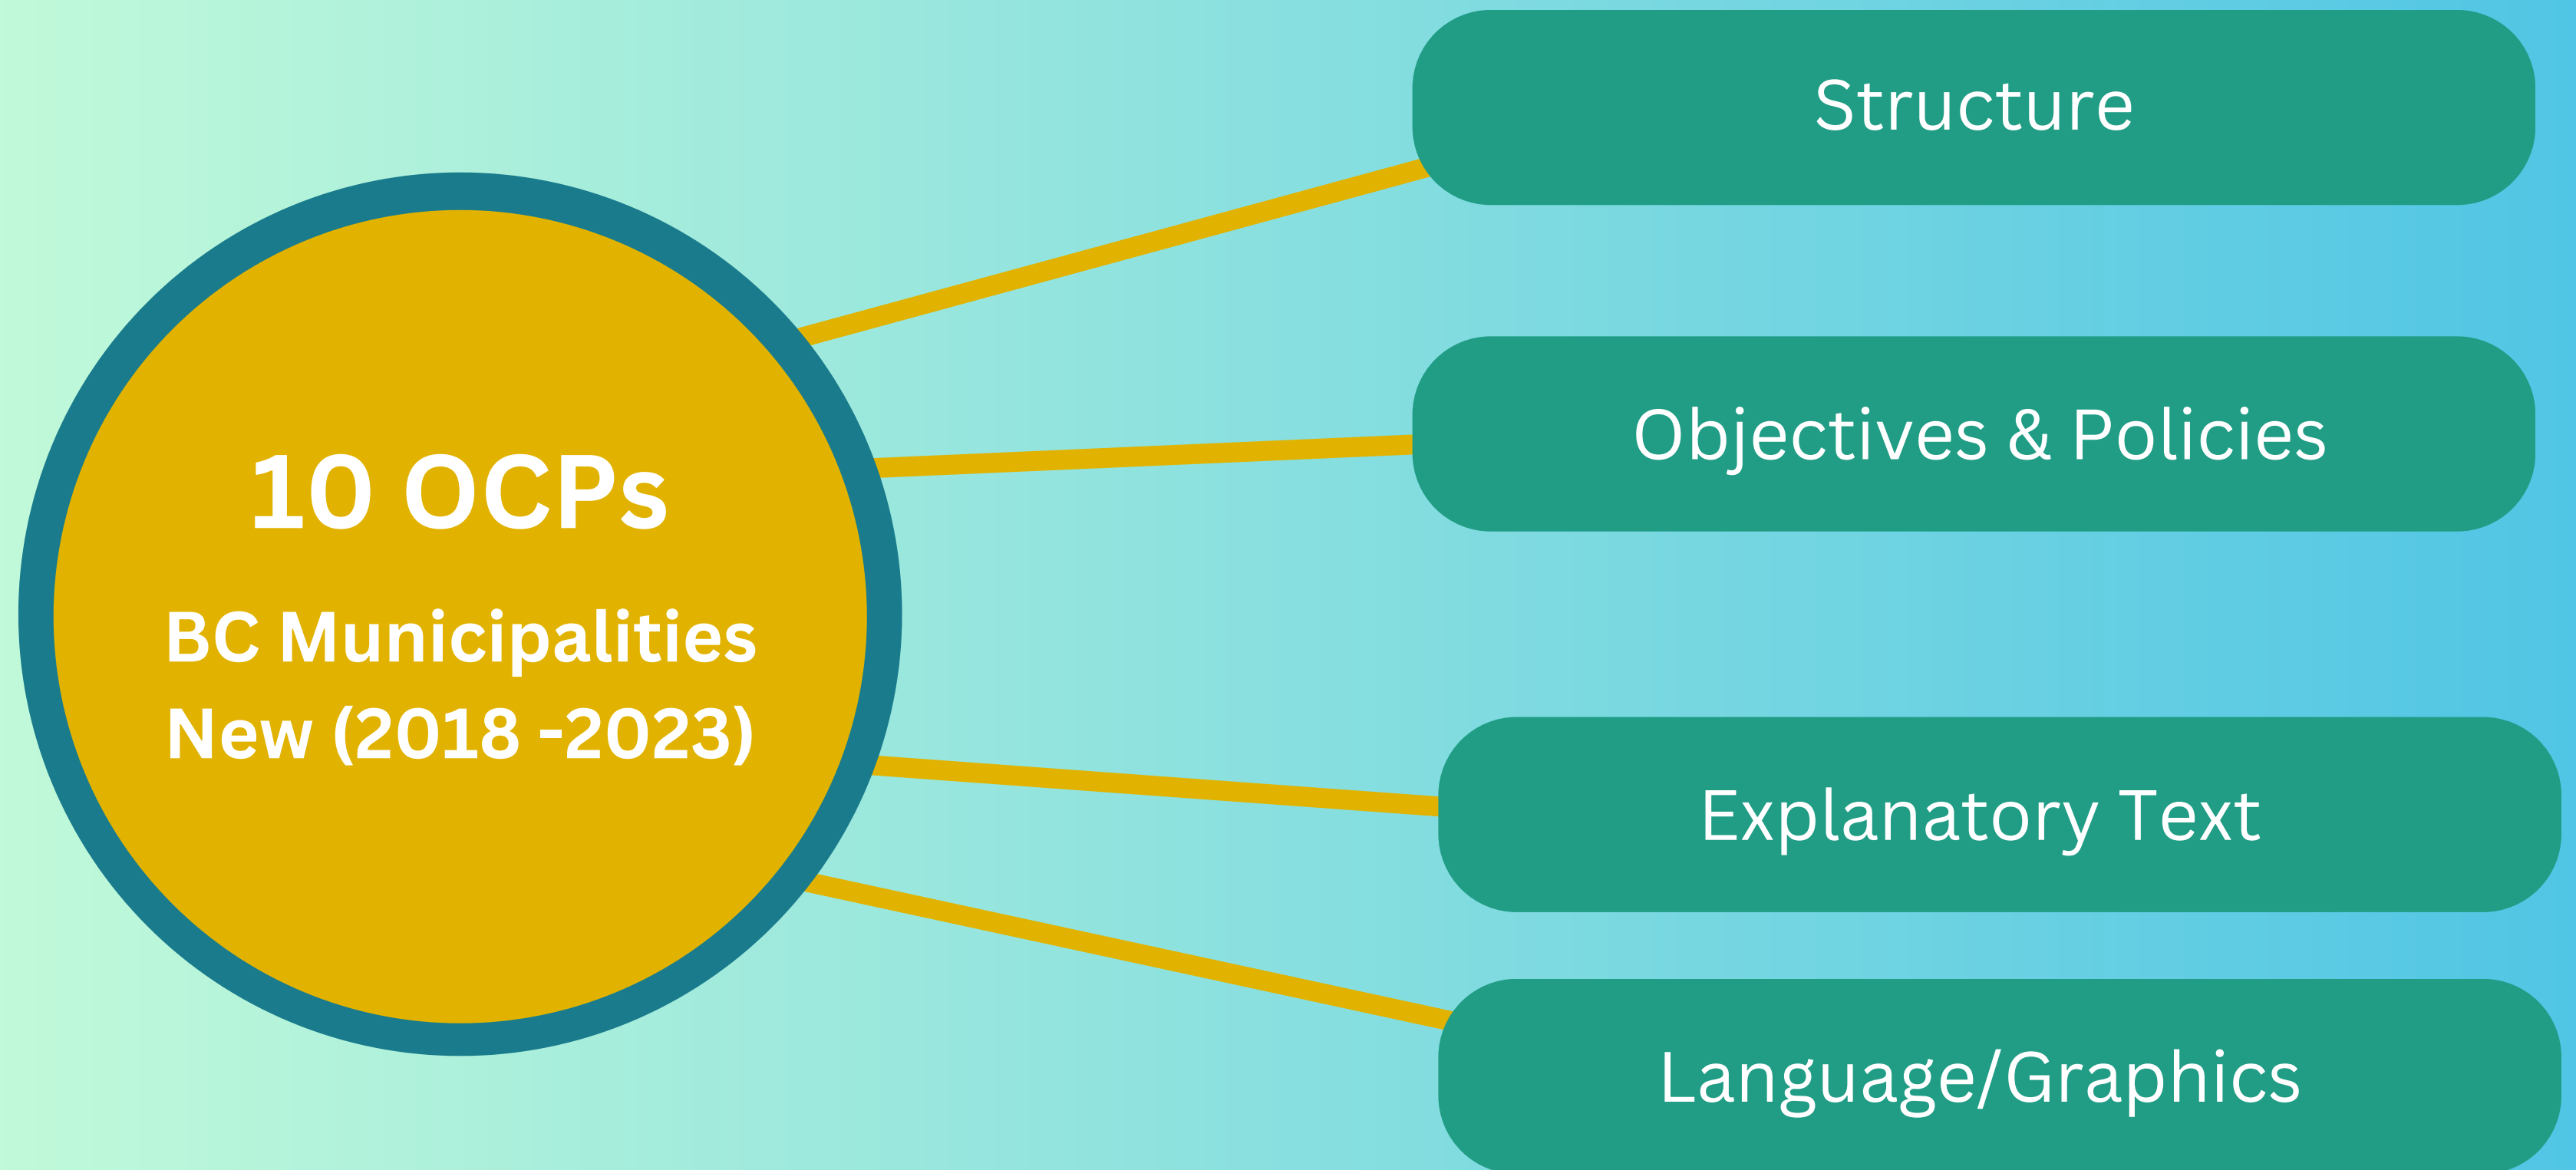 10 OCPs
BC Municipalities
New (2018 -2023)
Structure
Objectives & Policies
Explanatory Text
Language/Graphics